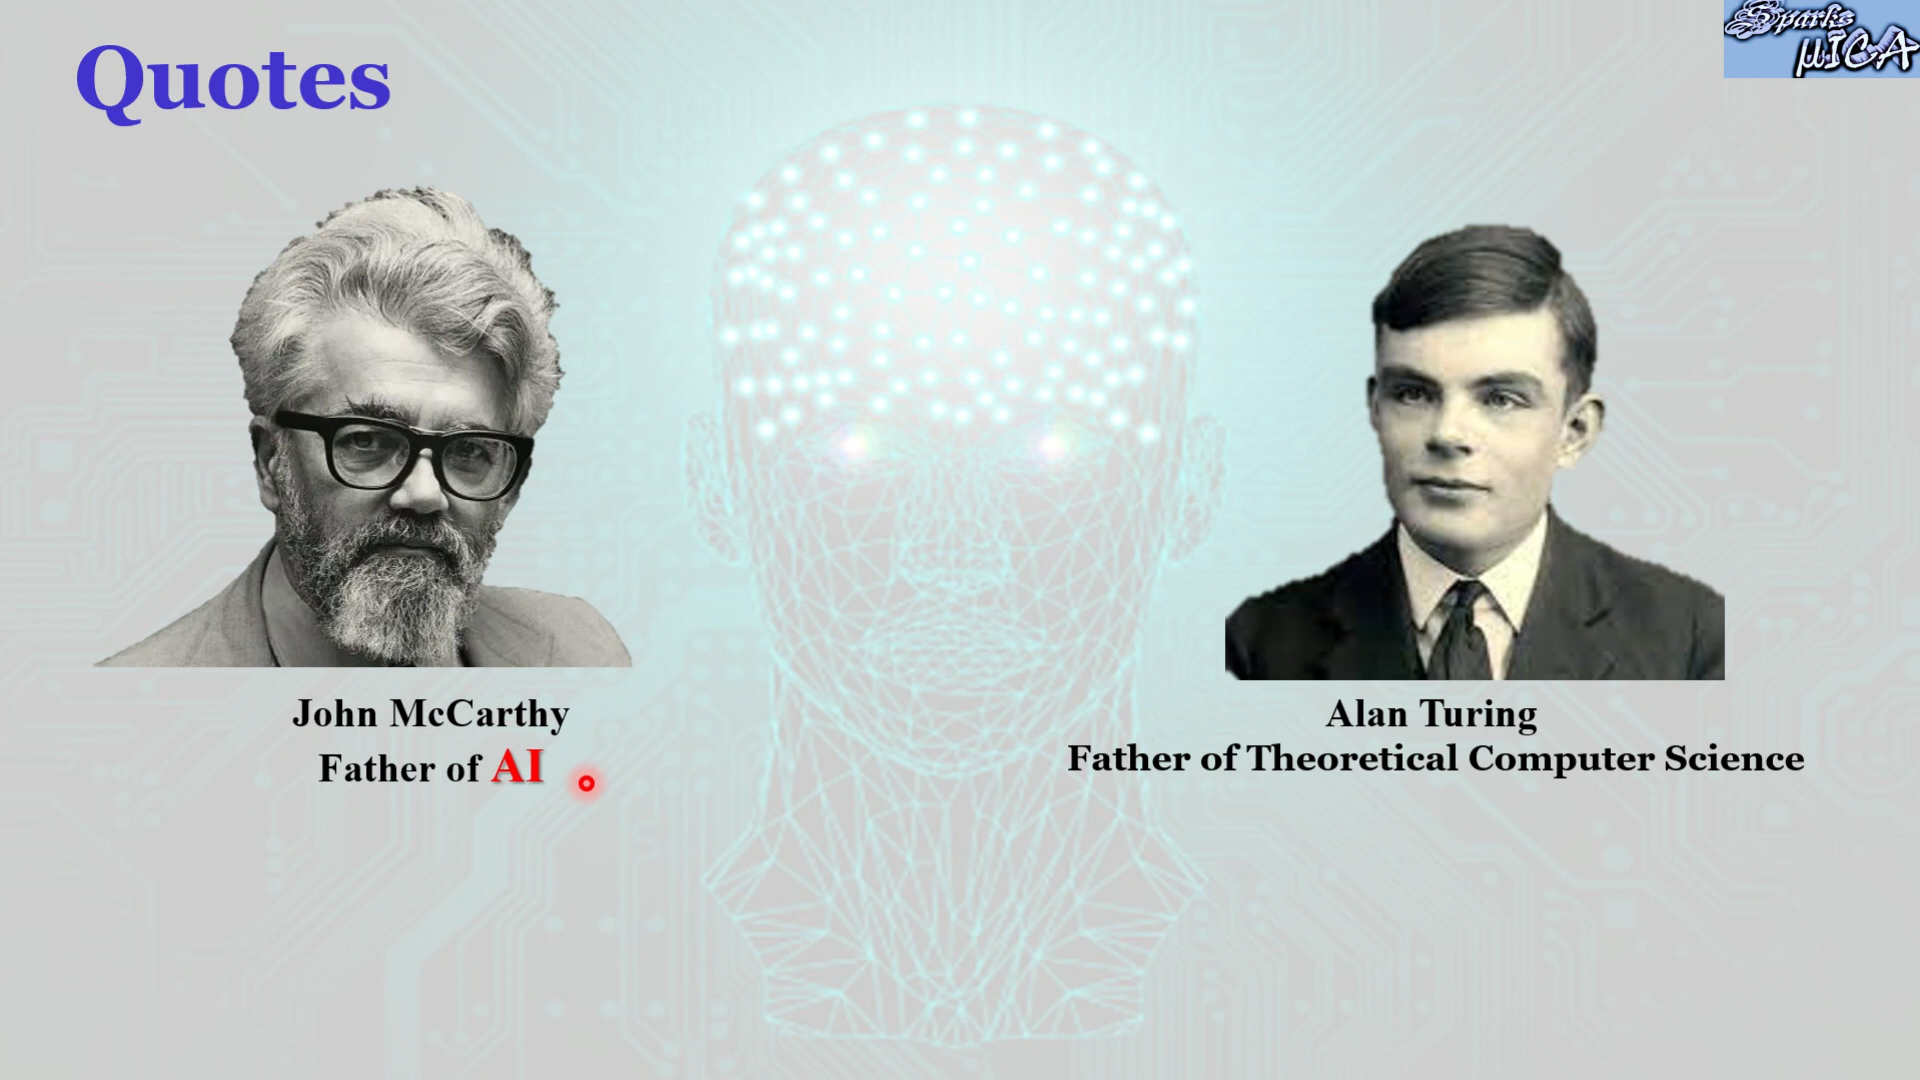 Quotes
Sparks
µICA
John McCarthy
Father of AI
Alan Turing
Father of Theoretical Computer Science